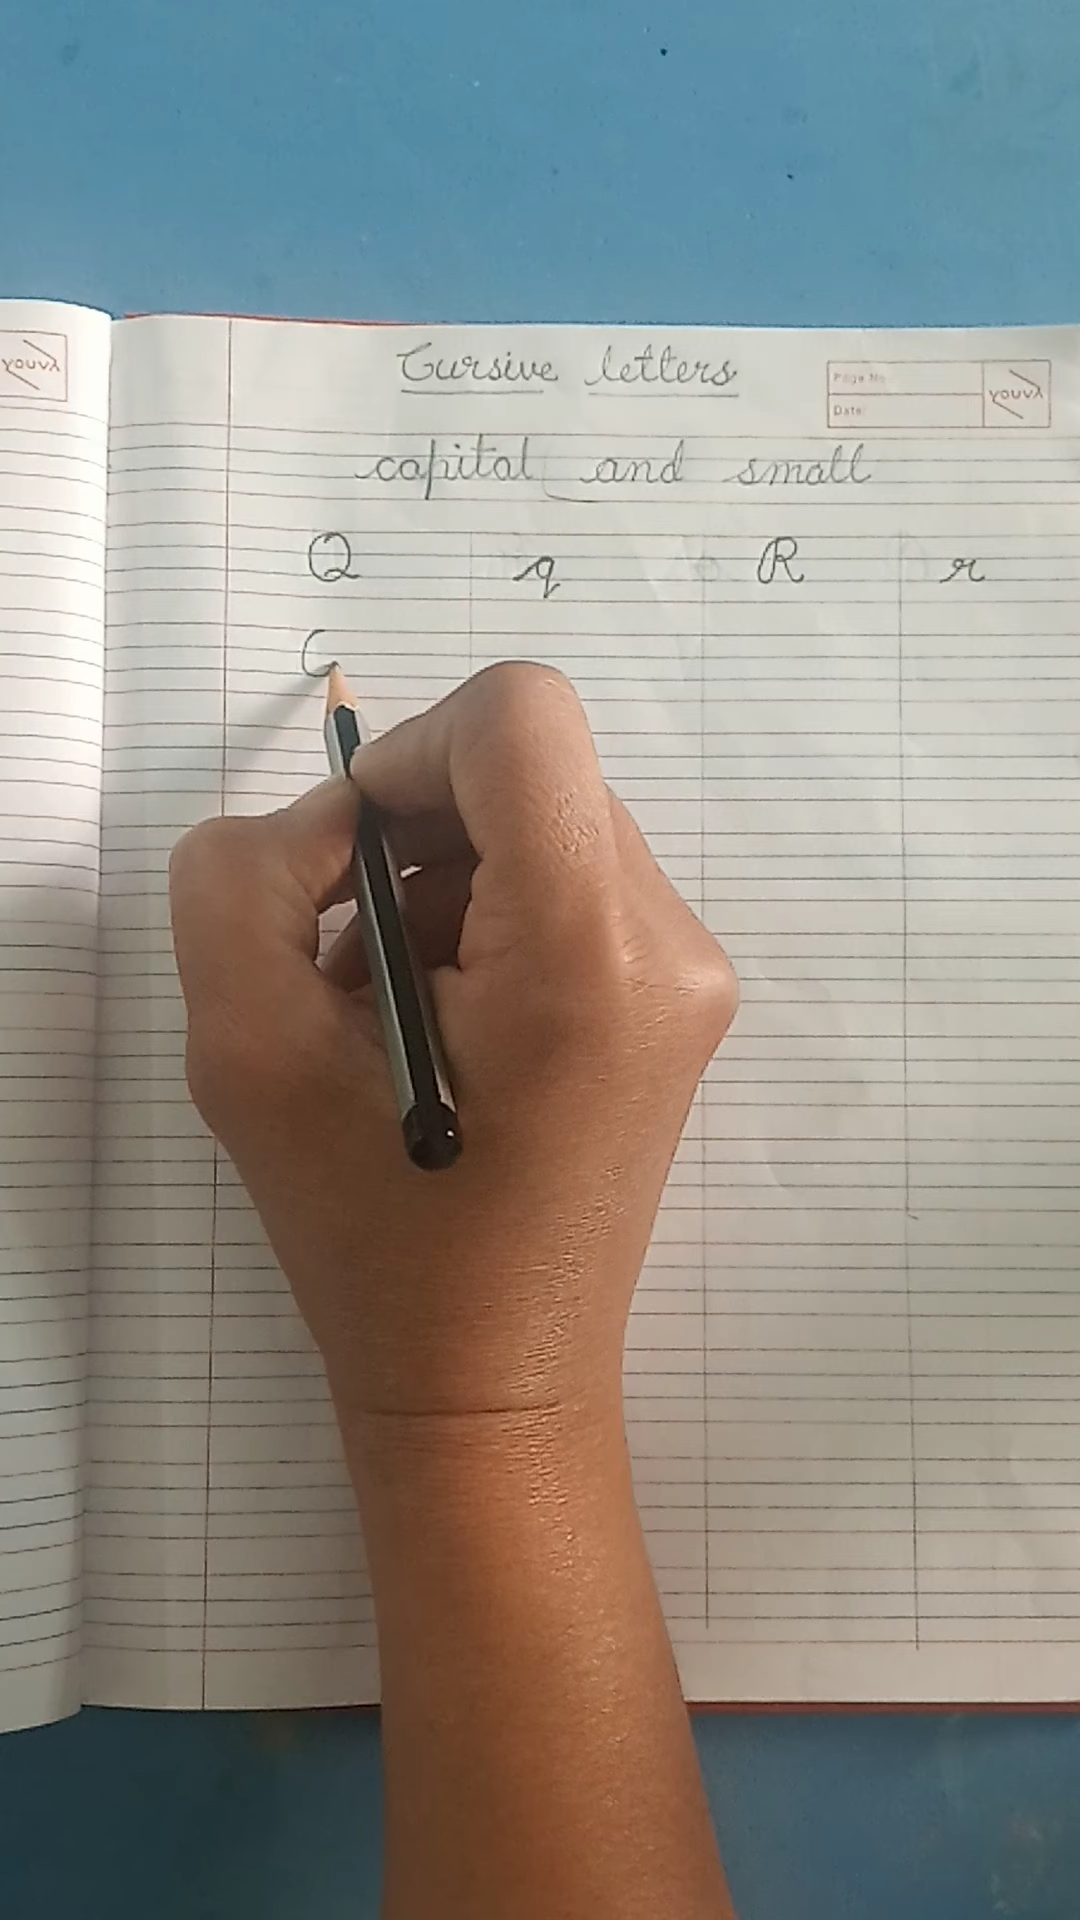 Cursive letters
Page No
Date:
youva
youva
capital and small
Q q R r